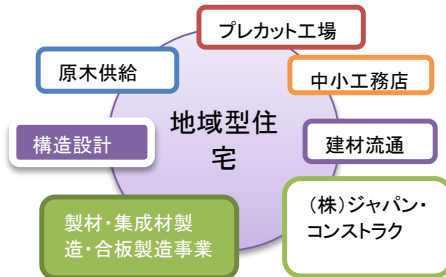 プレカット工場
原木供給
中小工務店
地域型住
宅
構造設計
建材流通
製材・集成材製
造・合板製造事業
(株)ジャパン・
コンストラク